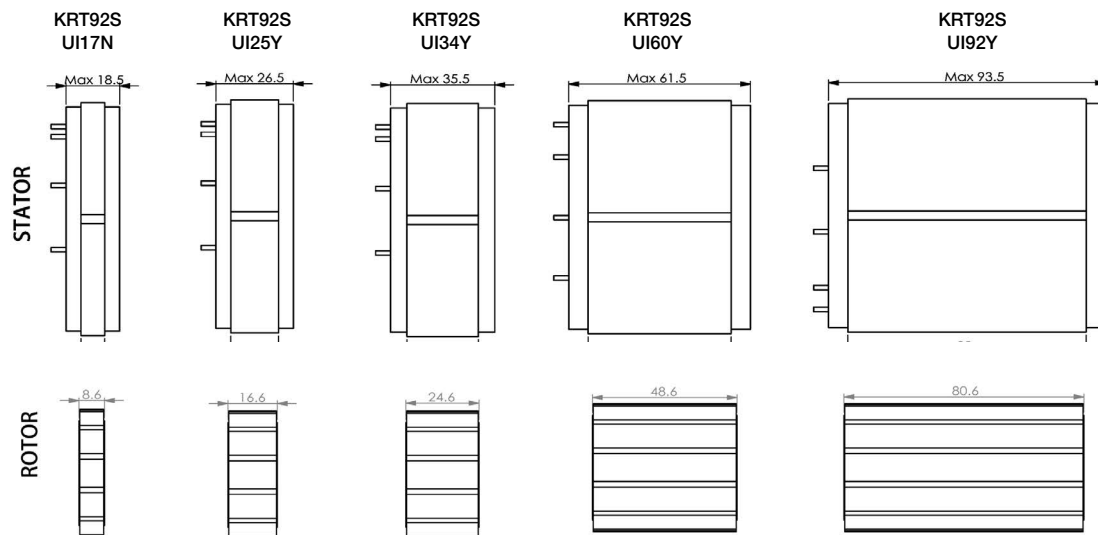 KRT92S
UI17N
KRT92S
UI25Y
KRT92S
UI34Y
KRT92S
UI60Y
KRT92S
UI92Y
Max 18.5
Max 26.5
Max 35.5
Max 61.5
Max 93.5
STATOR
8.6
16.6
24.6
48.6
80.6
ROTOR